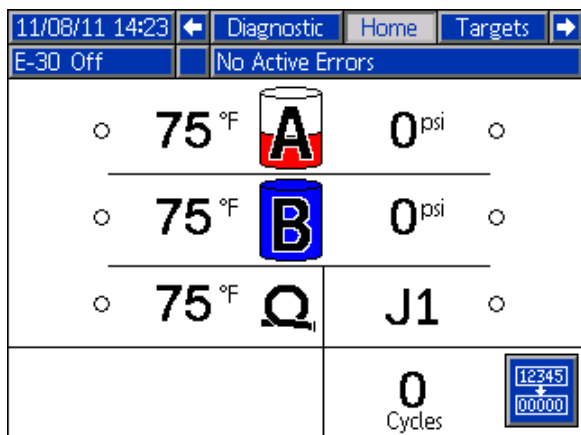 11/08/11 14:23 Diagnostic Home Targets
E-30 Off No Active Errors
75 °F A 0 psi
75 °F B 0 psi
75 °F J1
0
Cycles
12345
00000